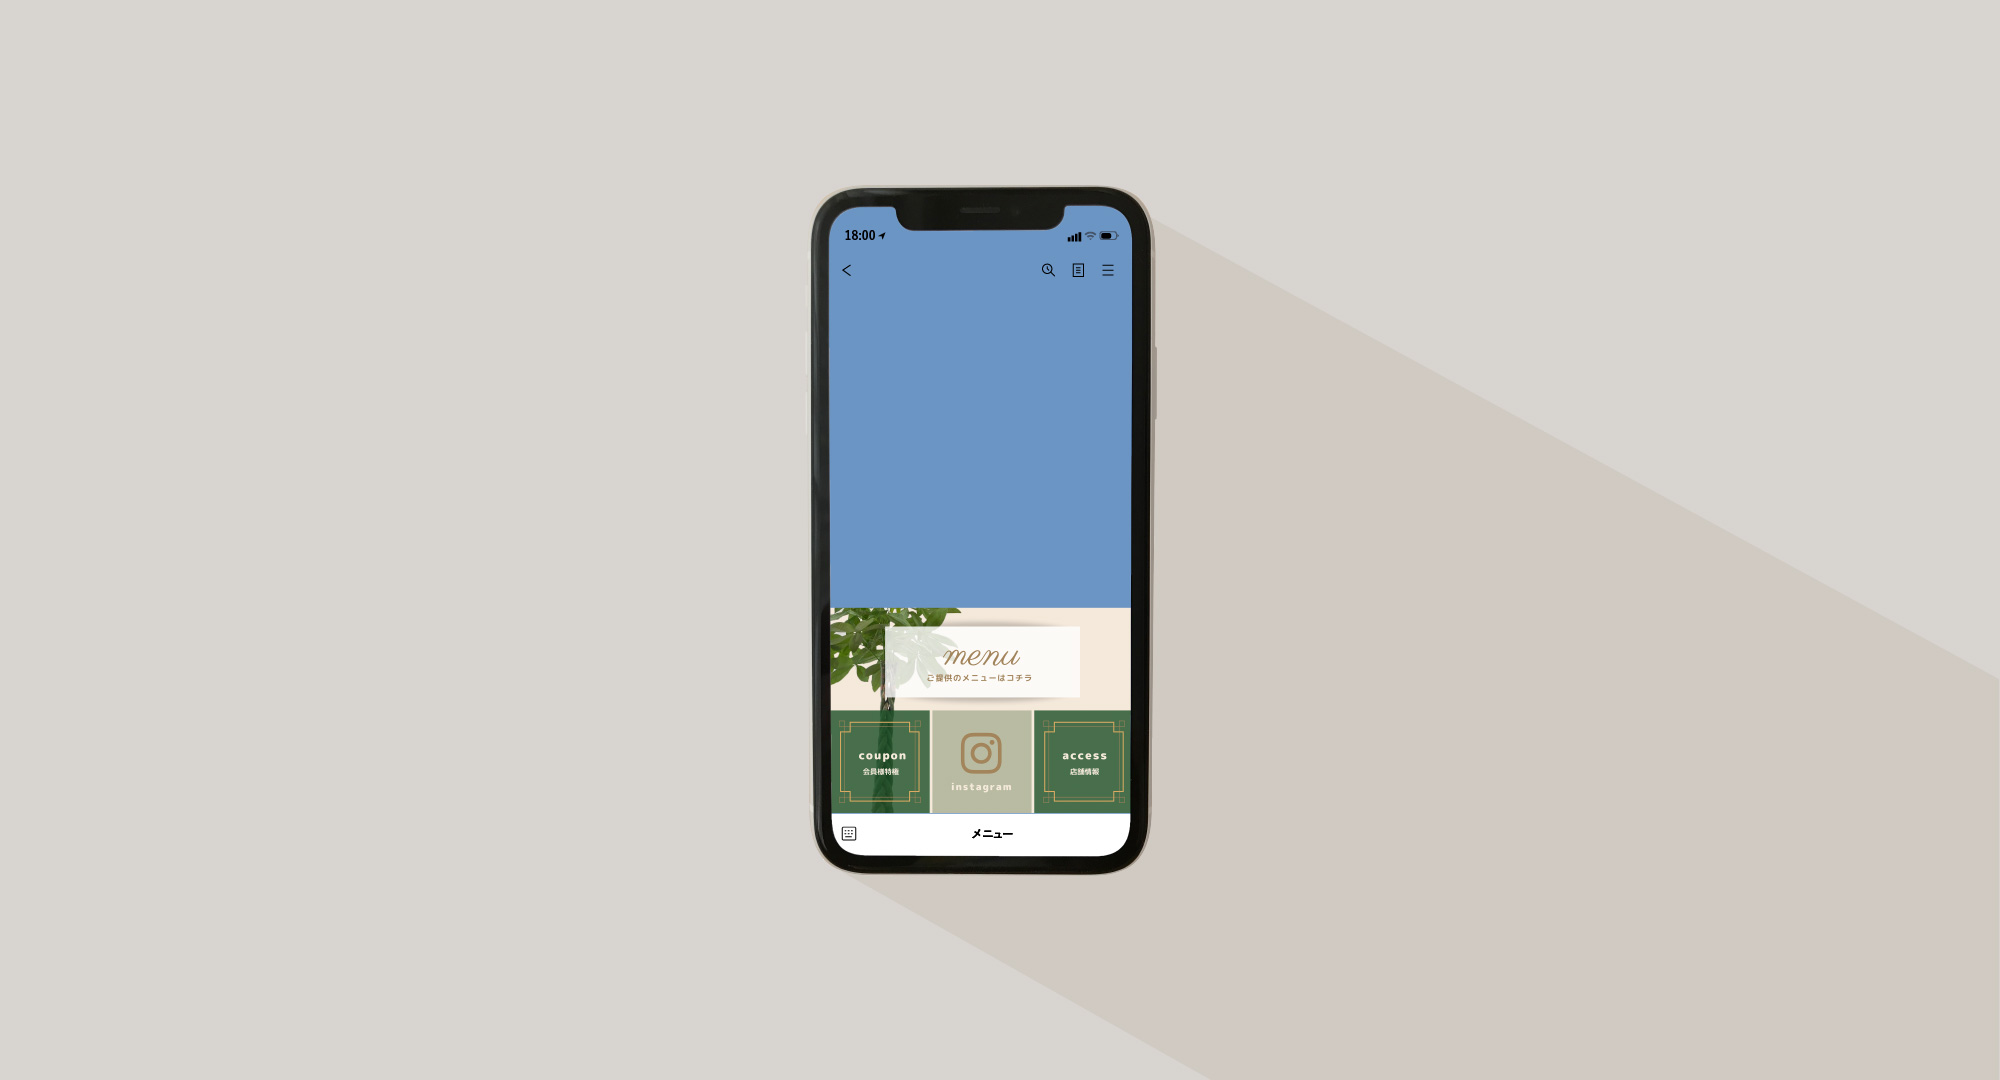 18:00
menu
ご提供のメニューはコチラ
coupon
会員様特権
instagram
access
店舗情報
メニュー